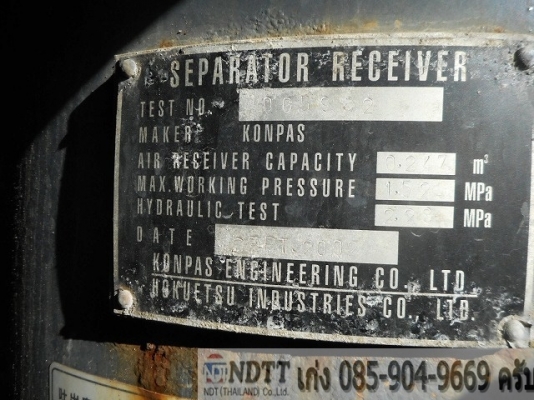 SEPARATOR RECEIVER
TEST NO.
MAKER KONPAS
AIR RECEIVER CAPACITY m³
MAX.WORKING PRESSURE MPa
HYDRAULIC TEST MPa
DATE
KONPAS ENGINEERING CO., LTD
HOKUETSU INDUSTRIES CO., LTD.
NDT NDTT เก่ง 085-904-9669 ครับ
NDT (THAILAND) Co.,Ltd.